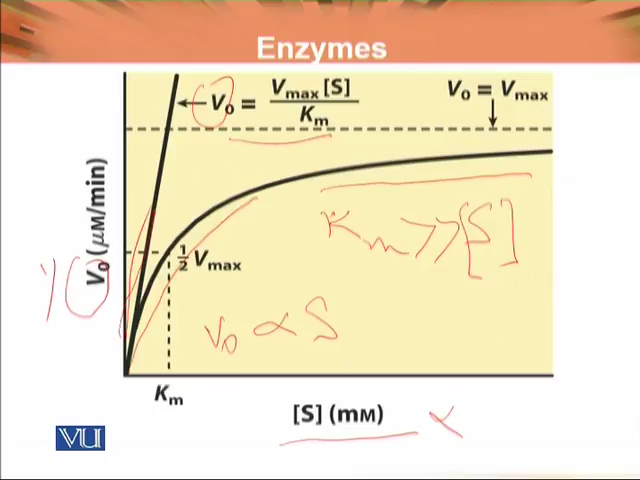 Enzymes
V₀ = Vmax [S] / Km
V₀ = Vmax
V₀ (μM/min)
½ Vmax
Km >> [S]
V₀ ∝ S
Km
[S] (mM)
VU